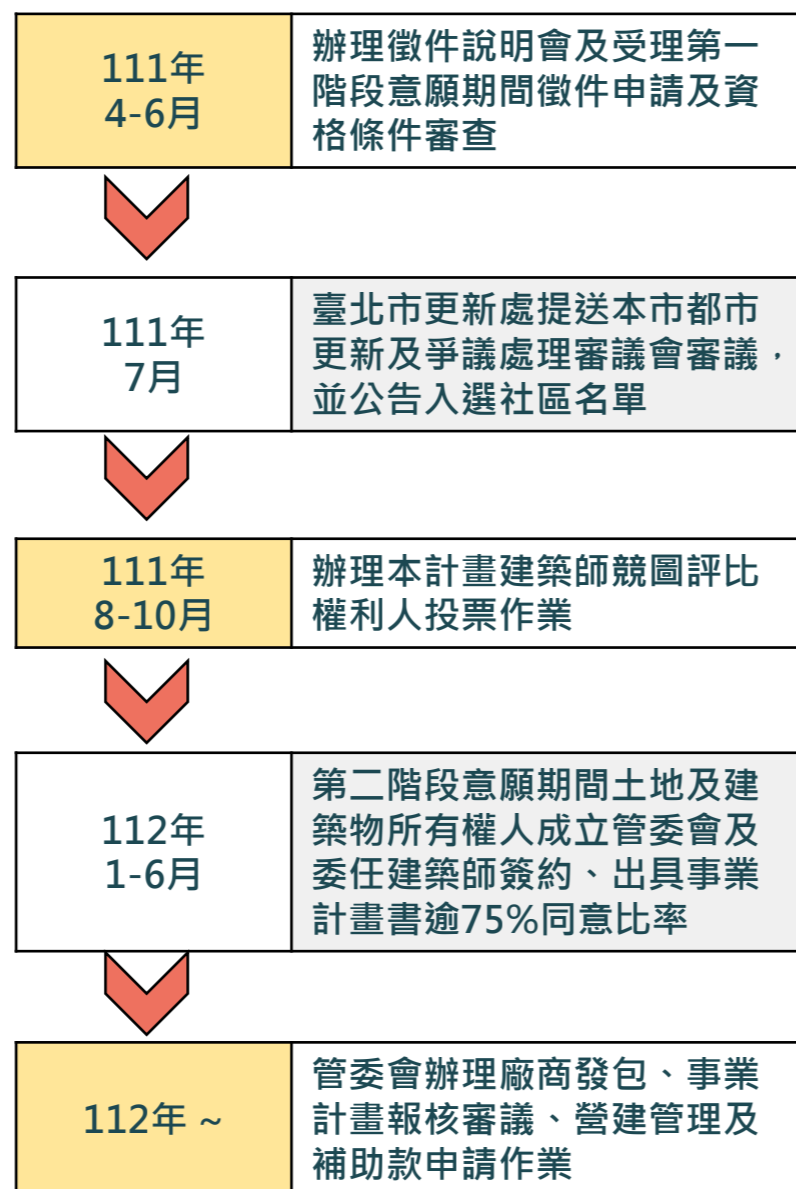 111年
4-6月
辦理徵件說明會及受理第一
階段意願期間徵件申請及資
格條件審查
111年
7月
臺北市更新處提送本市都市
更新及爭議處理審議會審議，
並公告入選社區名單
111年
8-10月
辦理本計畫建築師競圖評比
權利人投票作業
112年
1-6月
第二階段意願期間土地及建
築物所有權人成立管委會及
委任建築師簽約、出具事業
計畫書逾75%同意比率
112年 ~
管委會辦理廠商發包、事業
計畫報核審議、營建管理及
補助款申請作業